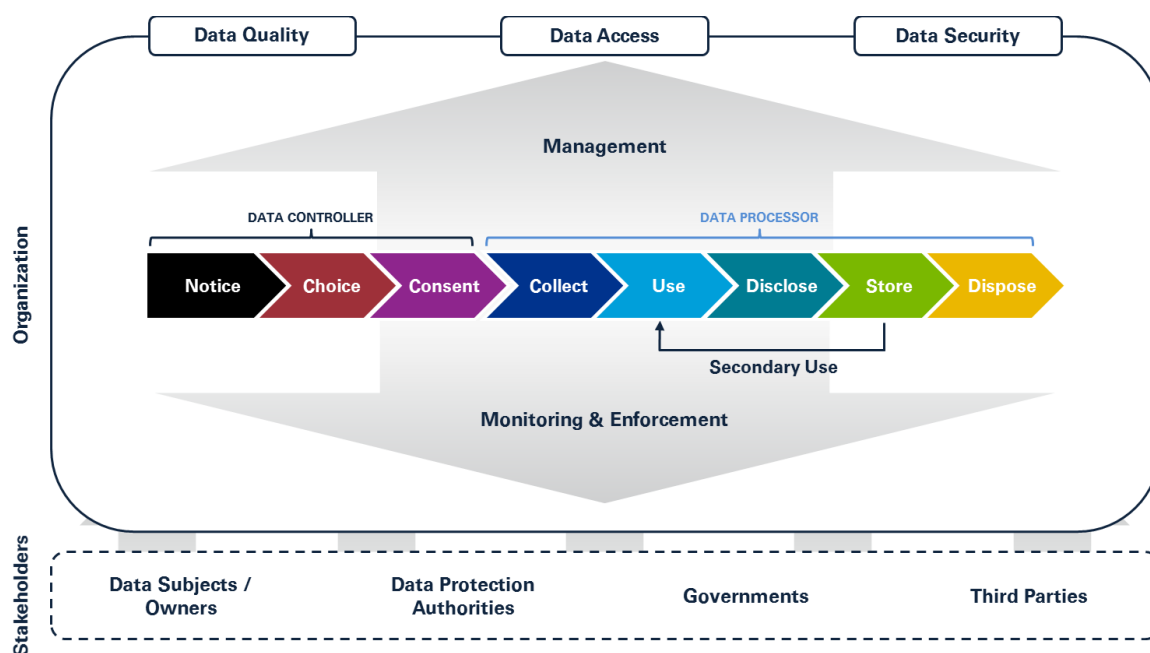 Data Quality
Data Access
Data Security
Management
Organization
DATA CONTROLLER
DATA PROCESSOR
Notice
Choice
Consent
Collect
Use
Disclose
Store
Dispose
Secondary Use
Monitoring & Enforcement
Stakeholders
Data Subjects /
Owners
Data Protection
Authorities
Governments
Third Parties